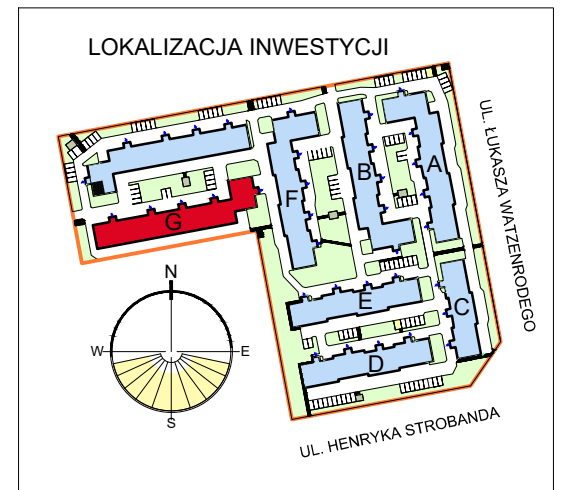 LOKALIZACJA INWESTYCJI
UL. ŁUKASZA WATZENRODEGO
A
B
F
G
C
E
D
N
W
E
S
UL. HENRYKA STROBANDA